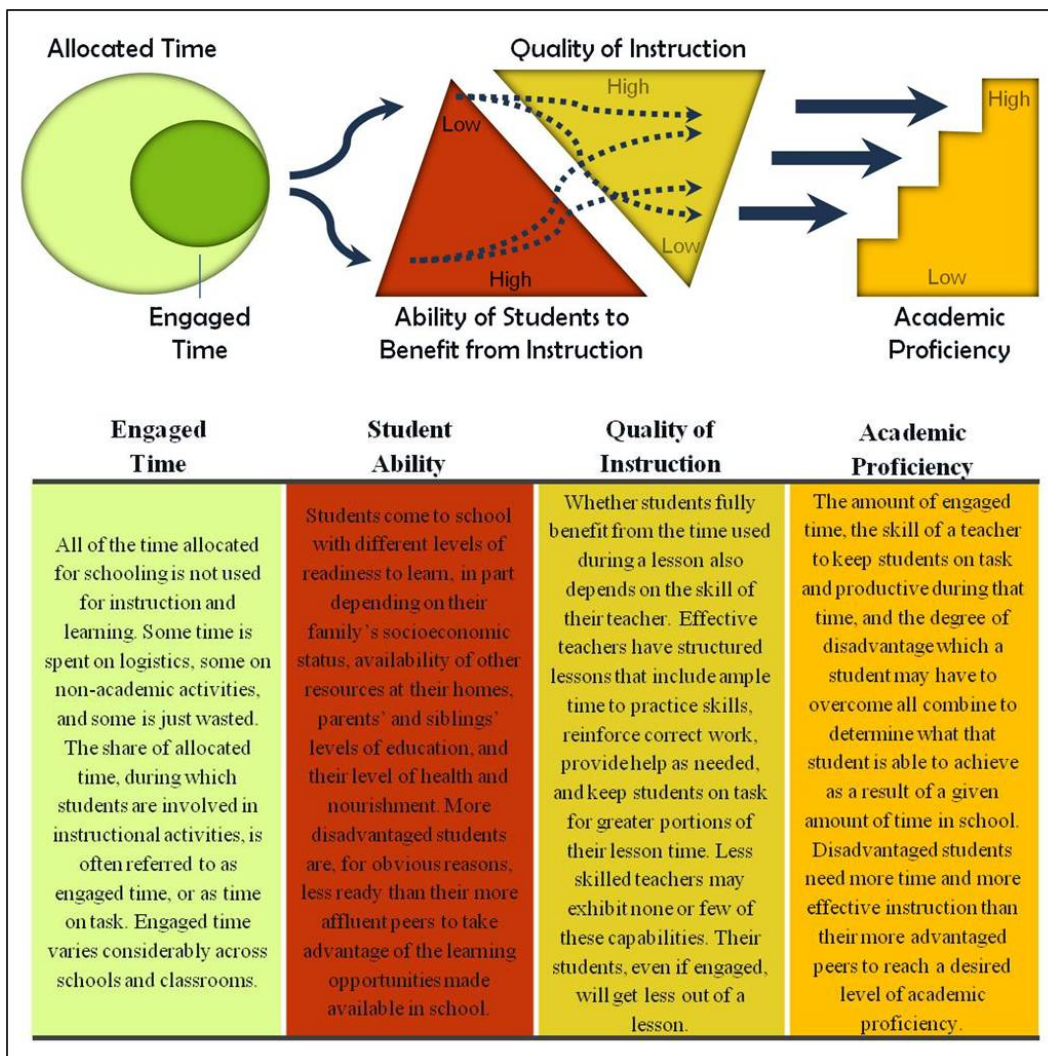 Allocated Time
Quality of Instruction
High
Low
High
Low
High
Low
Engaged
Time
Ability of Students to
Benefit from Instruction
Academic
Proficiency
Engaged
Time
All of the time allocated
for schooling is not used
for instruction and
learning. Some time is
spent on logistics, some on
non-academic activities,
and some is just wasted.
The share of allocated
time, during which
students are involved in
instructional activities, is
often referred to as
engaged time, or as time
on task. Engaged time
varies considerably across
schools and classrooms.
Student
Ability
Students come to school
with different levels of
readiness to learn, in part
depending on their
family's socioeconomic
status, availability of other
resources at their homes,
parents' and siblings'
levels of education, and
their level of health and
nourishment. More
disadvantaged students
are, for obvious reasons,
less ready than their more
affluent peers to take
advantage of the learning
opportunities made
available in school.
Quality of
Instruction
Whether students fully
benefit from the time used
during a lesson also
depends on the skill of
their teacher. Effective
teachers have structured
lessons that include ample
time to practice skills,
reinforce correct work,
provide help as needed,
and keep students on task
for greater portions of
their lesson time. Less
skilled teachers may
exhibit none or few of
these capabilities. Their
students, even if engaged,
will get less out of a
lesson.
Academic
Proficiency
The amount of engaged
time, the skill of a teacher
to keep students on task
and productive during that
time, and the degree of
disadvantage which a
student may have to
overcome all combine to
determine what that
student is able to achieve
as a result of a given
amount of time in school.
Disadvantaged students
need more time and more
effective instruction than
their more advantaged
peers to reach a desired
level of academic
proficiency.